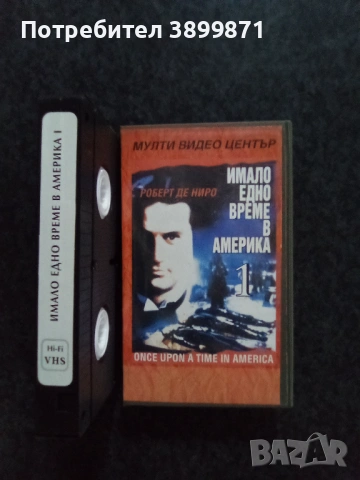 Потребител 3899871
ИМАЛО ЕДНО ВРЕМЕ В АМЕРИКА I
Hi-Fi
VHS
МУЛТИ ВИДЕО ЦЕНТЪР
РОБЕРТ ДЕ НИРО
ИМАЛО
ЕДНО
ВРЕМЕ
В
АМЕРИКА
1
ONCE UPON A TIME IN AMERICA
BAZAR